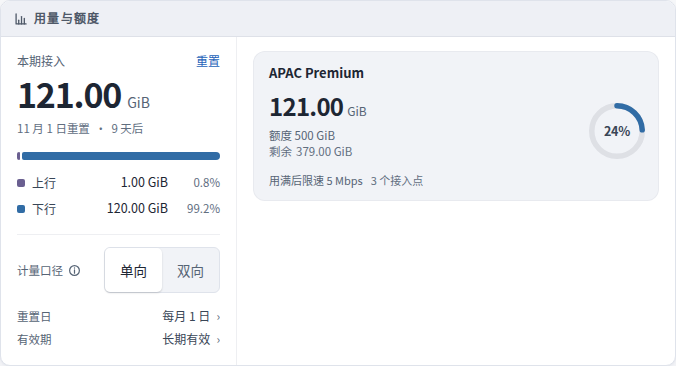 用量与额度
本期接入
重置
121.00 GiB
11 月 1 日重置 • 9 天后
上行 1.00 GiB 0.8%
下行 120.00 GiB 99.2%
计量口径
单向 双向
重置日 每月 1 日 ›
有效期 长期有效 ›
APAC Premium
121.00 GiB
额度 500 GiB
剩余 379.00 GiB
24%
用满后限速 5 Mbps 3 个接入点